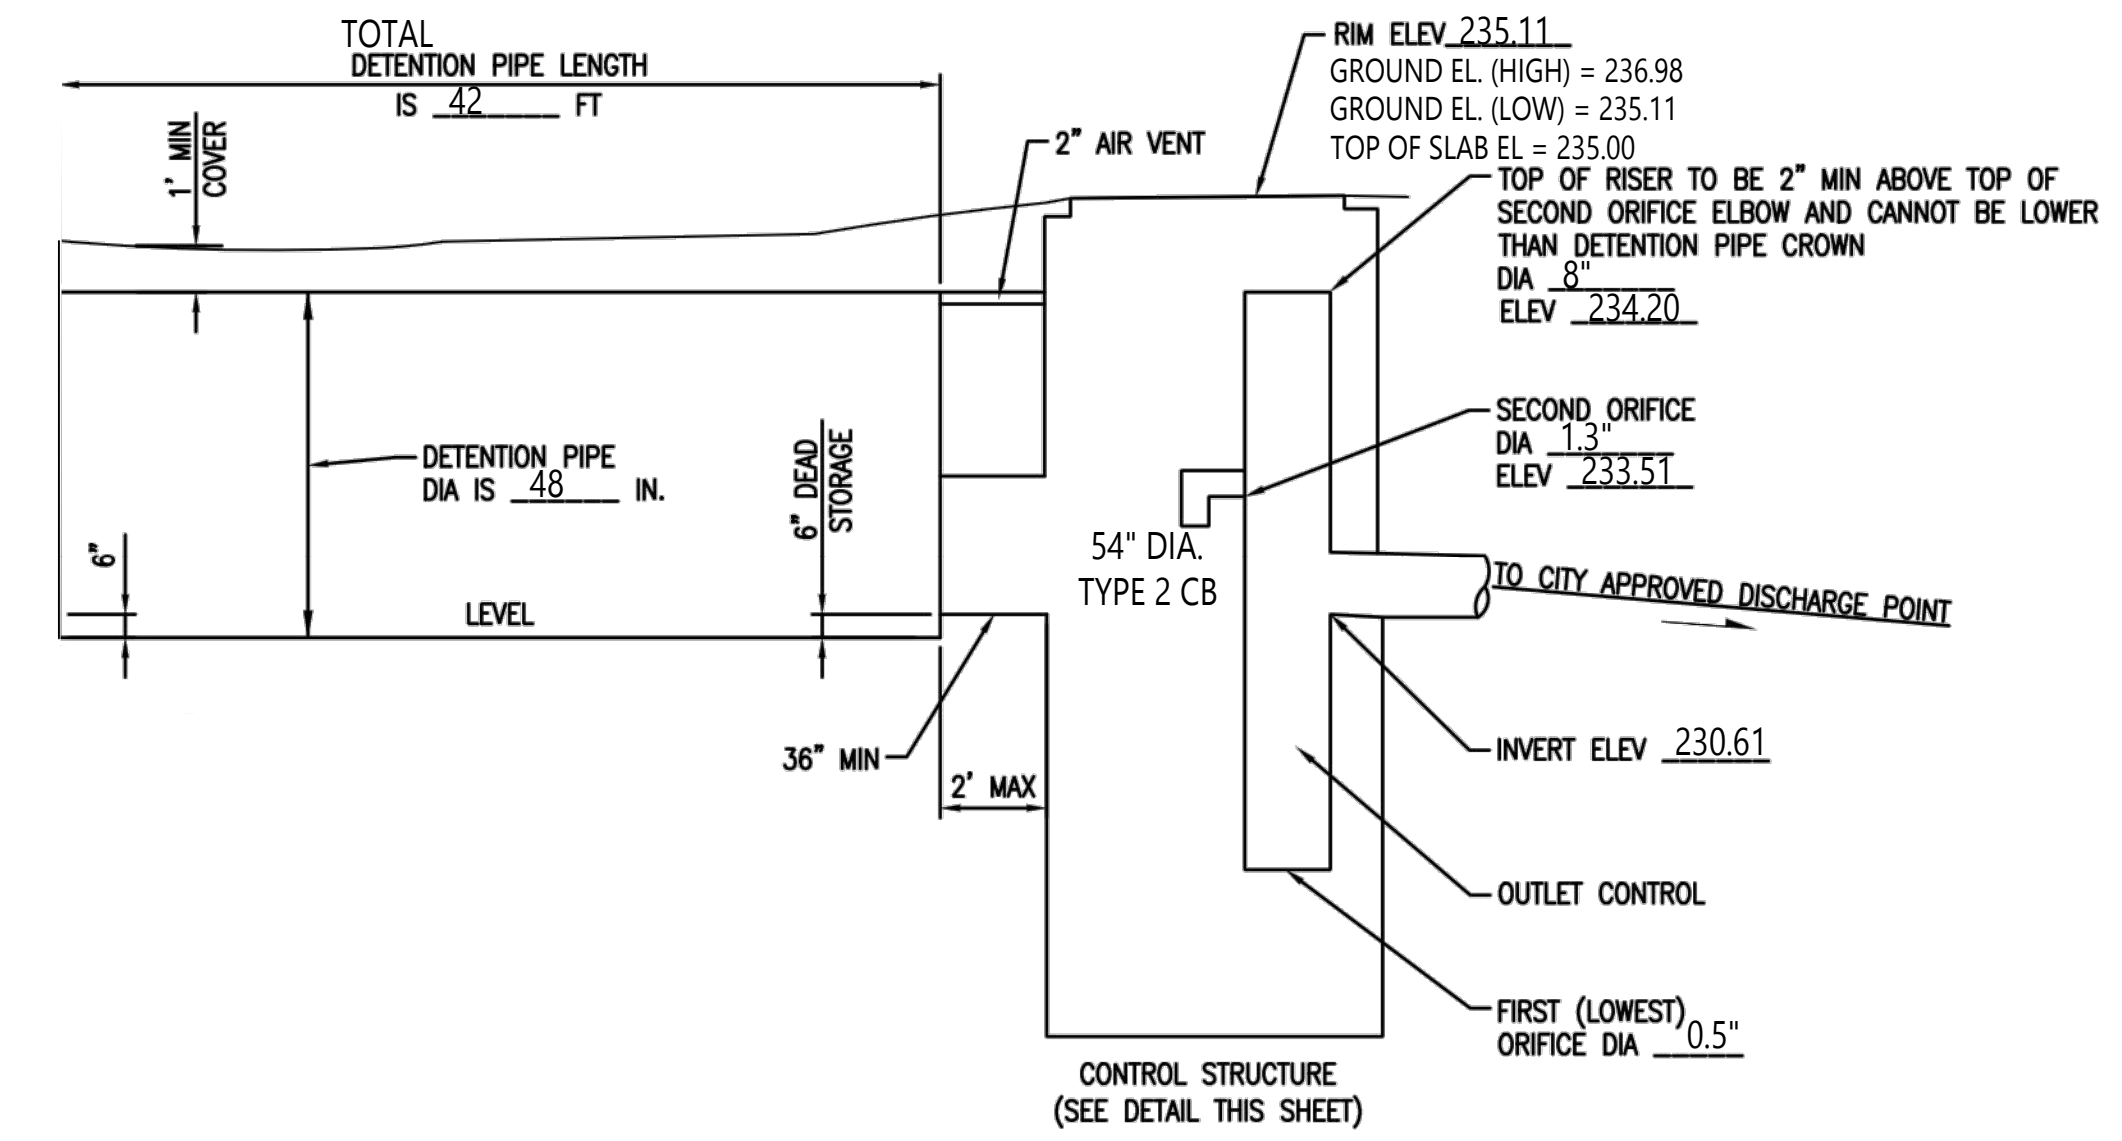 TOTAL
DETENTION PIPE LENGTH
IS 42 FT
1' MIN
COVER
2" AIR VENT
RIM ELEV 235.11
GROUND EL. (HIGH) = 236.98
GROUND EL. (LOW) = 235.11
TOP OF SLAB EL = 235.00
TOP OF RISER TO BE 2" MIN ABOVE TOP OF
SECOND ORIFICE ELBOW AND CANNOT BE LOWER
THAN DETENTION PIPE CROWN
DIA 8"
ELEV 234.20
SECOND ORIFICE
DIA 1.3"
ELEV 233.51
DETENTION PIPE
DIA IS 48 IN.
6" DEAD
STORAGE
6"
LEVEL
54" DIA.
TYPE 2 CB
TO CITY APPROVED DISCHARGE POINT
36" MIN
2' MAX
INVERT ELEV 230.61
OUTLET CONTROL
FIRST (LOWEST)
ORIFICE DIA 0.5"
CONTROL STRUCTURE
(SEE DETAIL THIS SHEET)